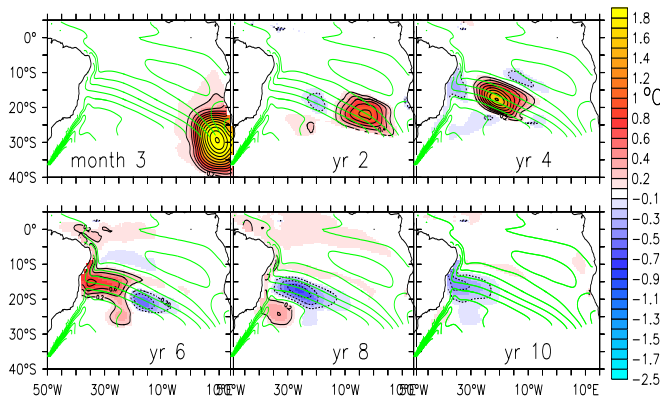 0°
10°S
20°S
30°S
40°S
month 3
yr 2
yr 4
1.8
1.6
1.4
1.2
1
0.8
0.6
0.4
0.2
-0.1
-0.3
-0.5
-0.7
-0.9
-1.1
-1.3
-1.5
-1.7
-2.5
°C
0°
10°S
20°S
30°S
40°S
yr 6
yr 8
yr 10
50°W
30°W
10°W
30°W
10°W
30°W
10°W
10°E